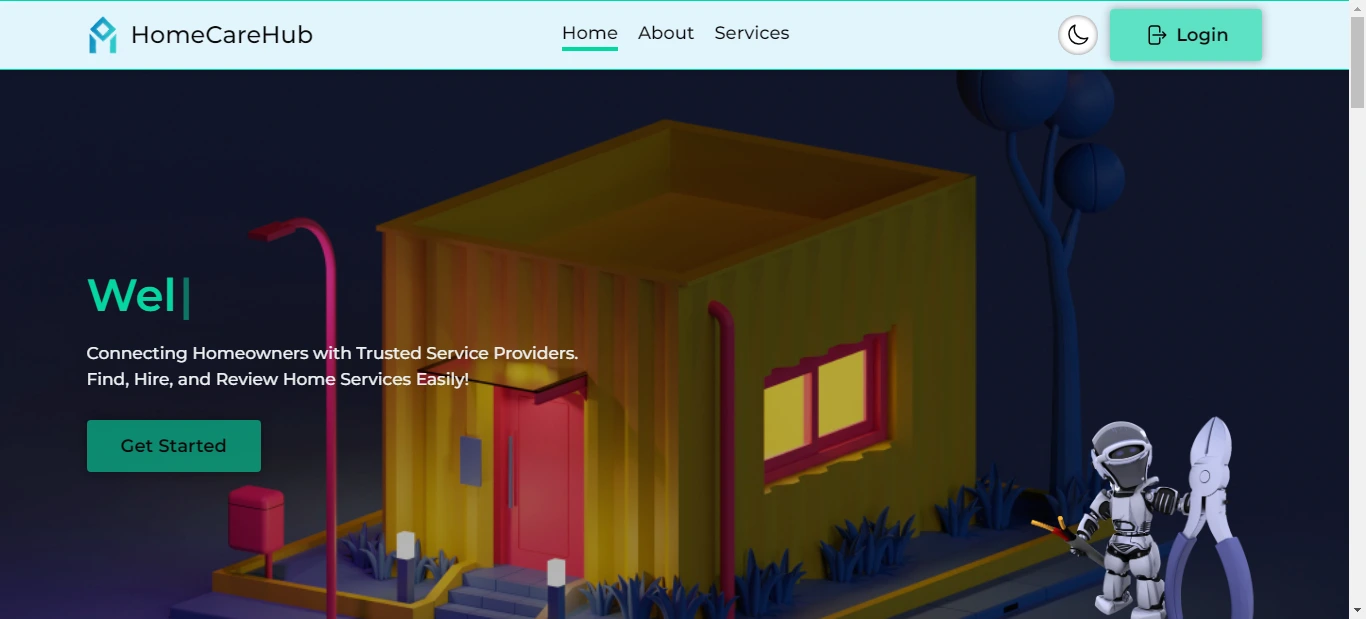 HomeCareHub
Home About Services
Login
Wel
Connecting Homeowners with Trusted Service Providers.
Find, Hire, and Review Home Services Easily!
Get Started